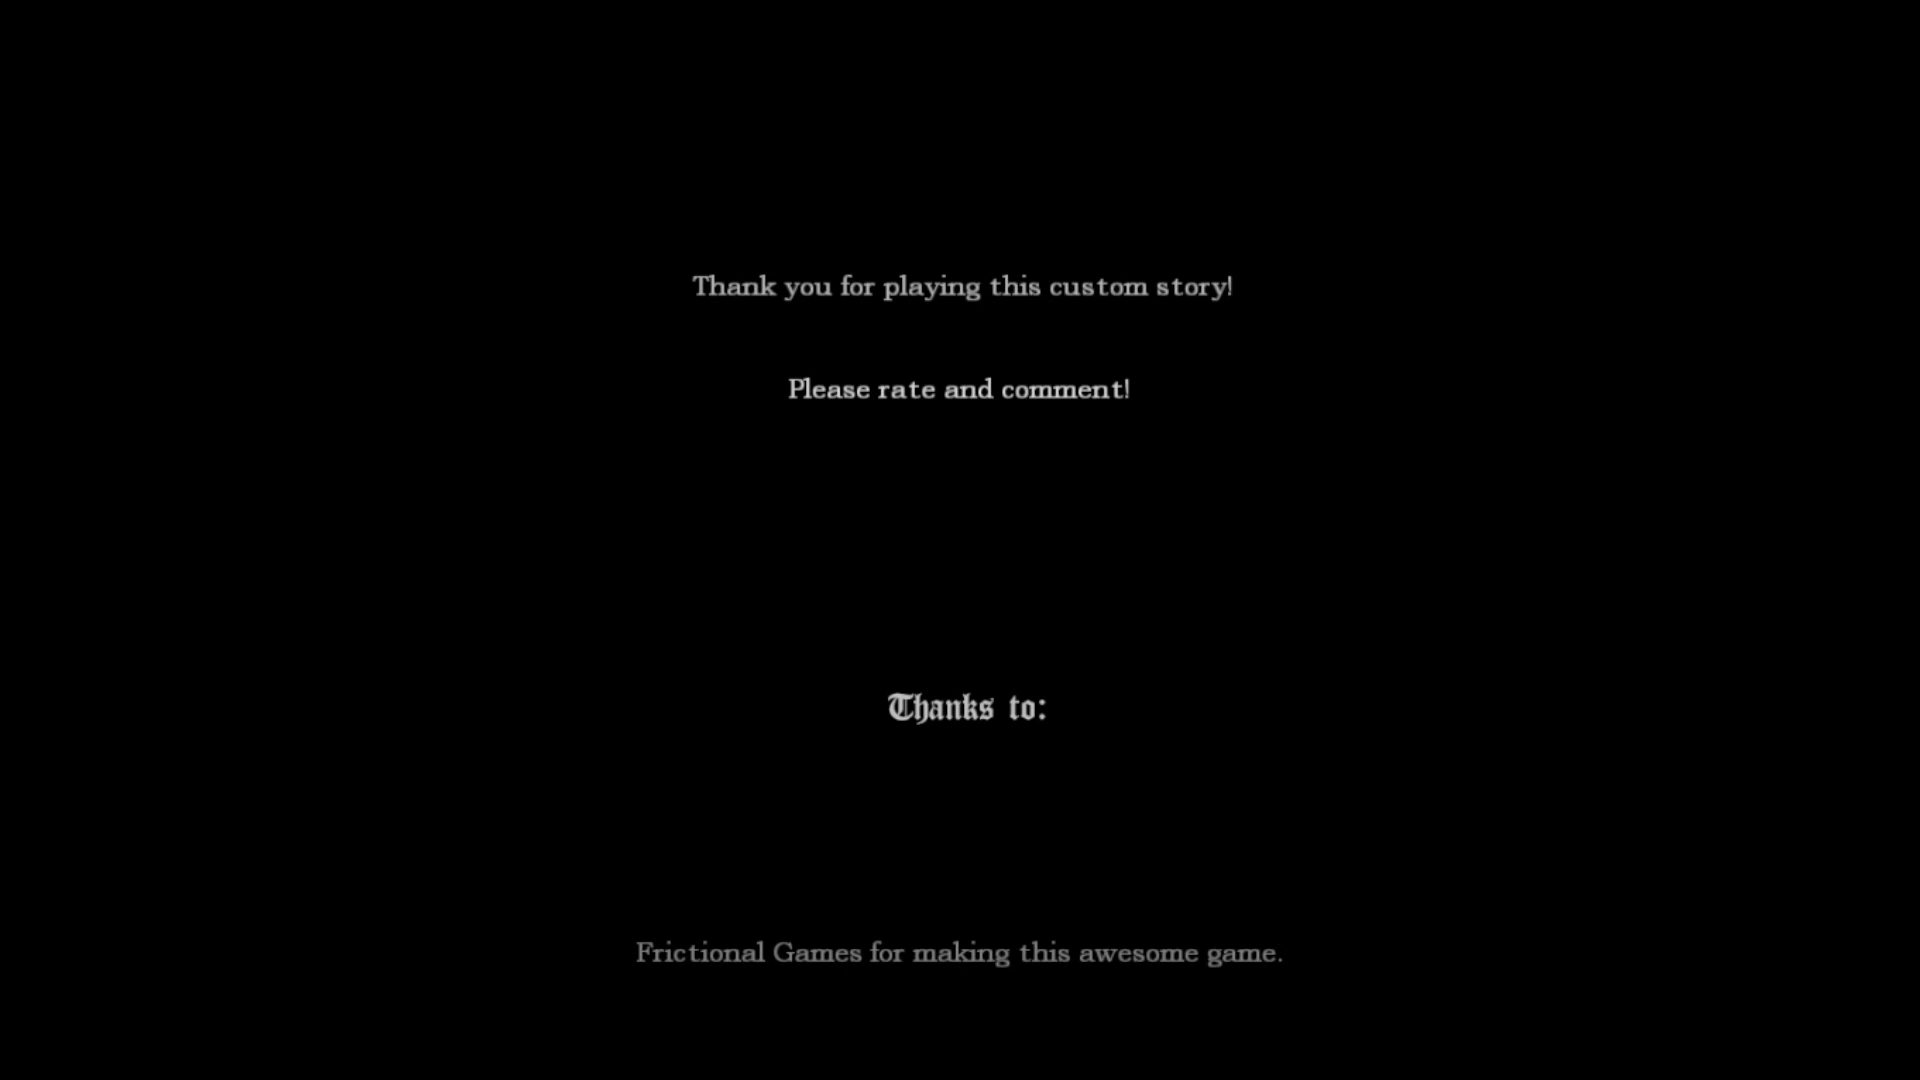 Thank you for playing this custom story!
Please rate and comment!
Thanks to:
Frictional Games for making this awesome game.